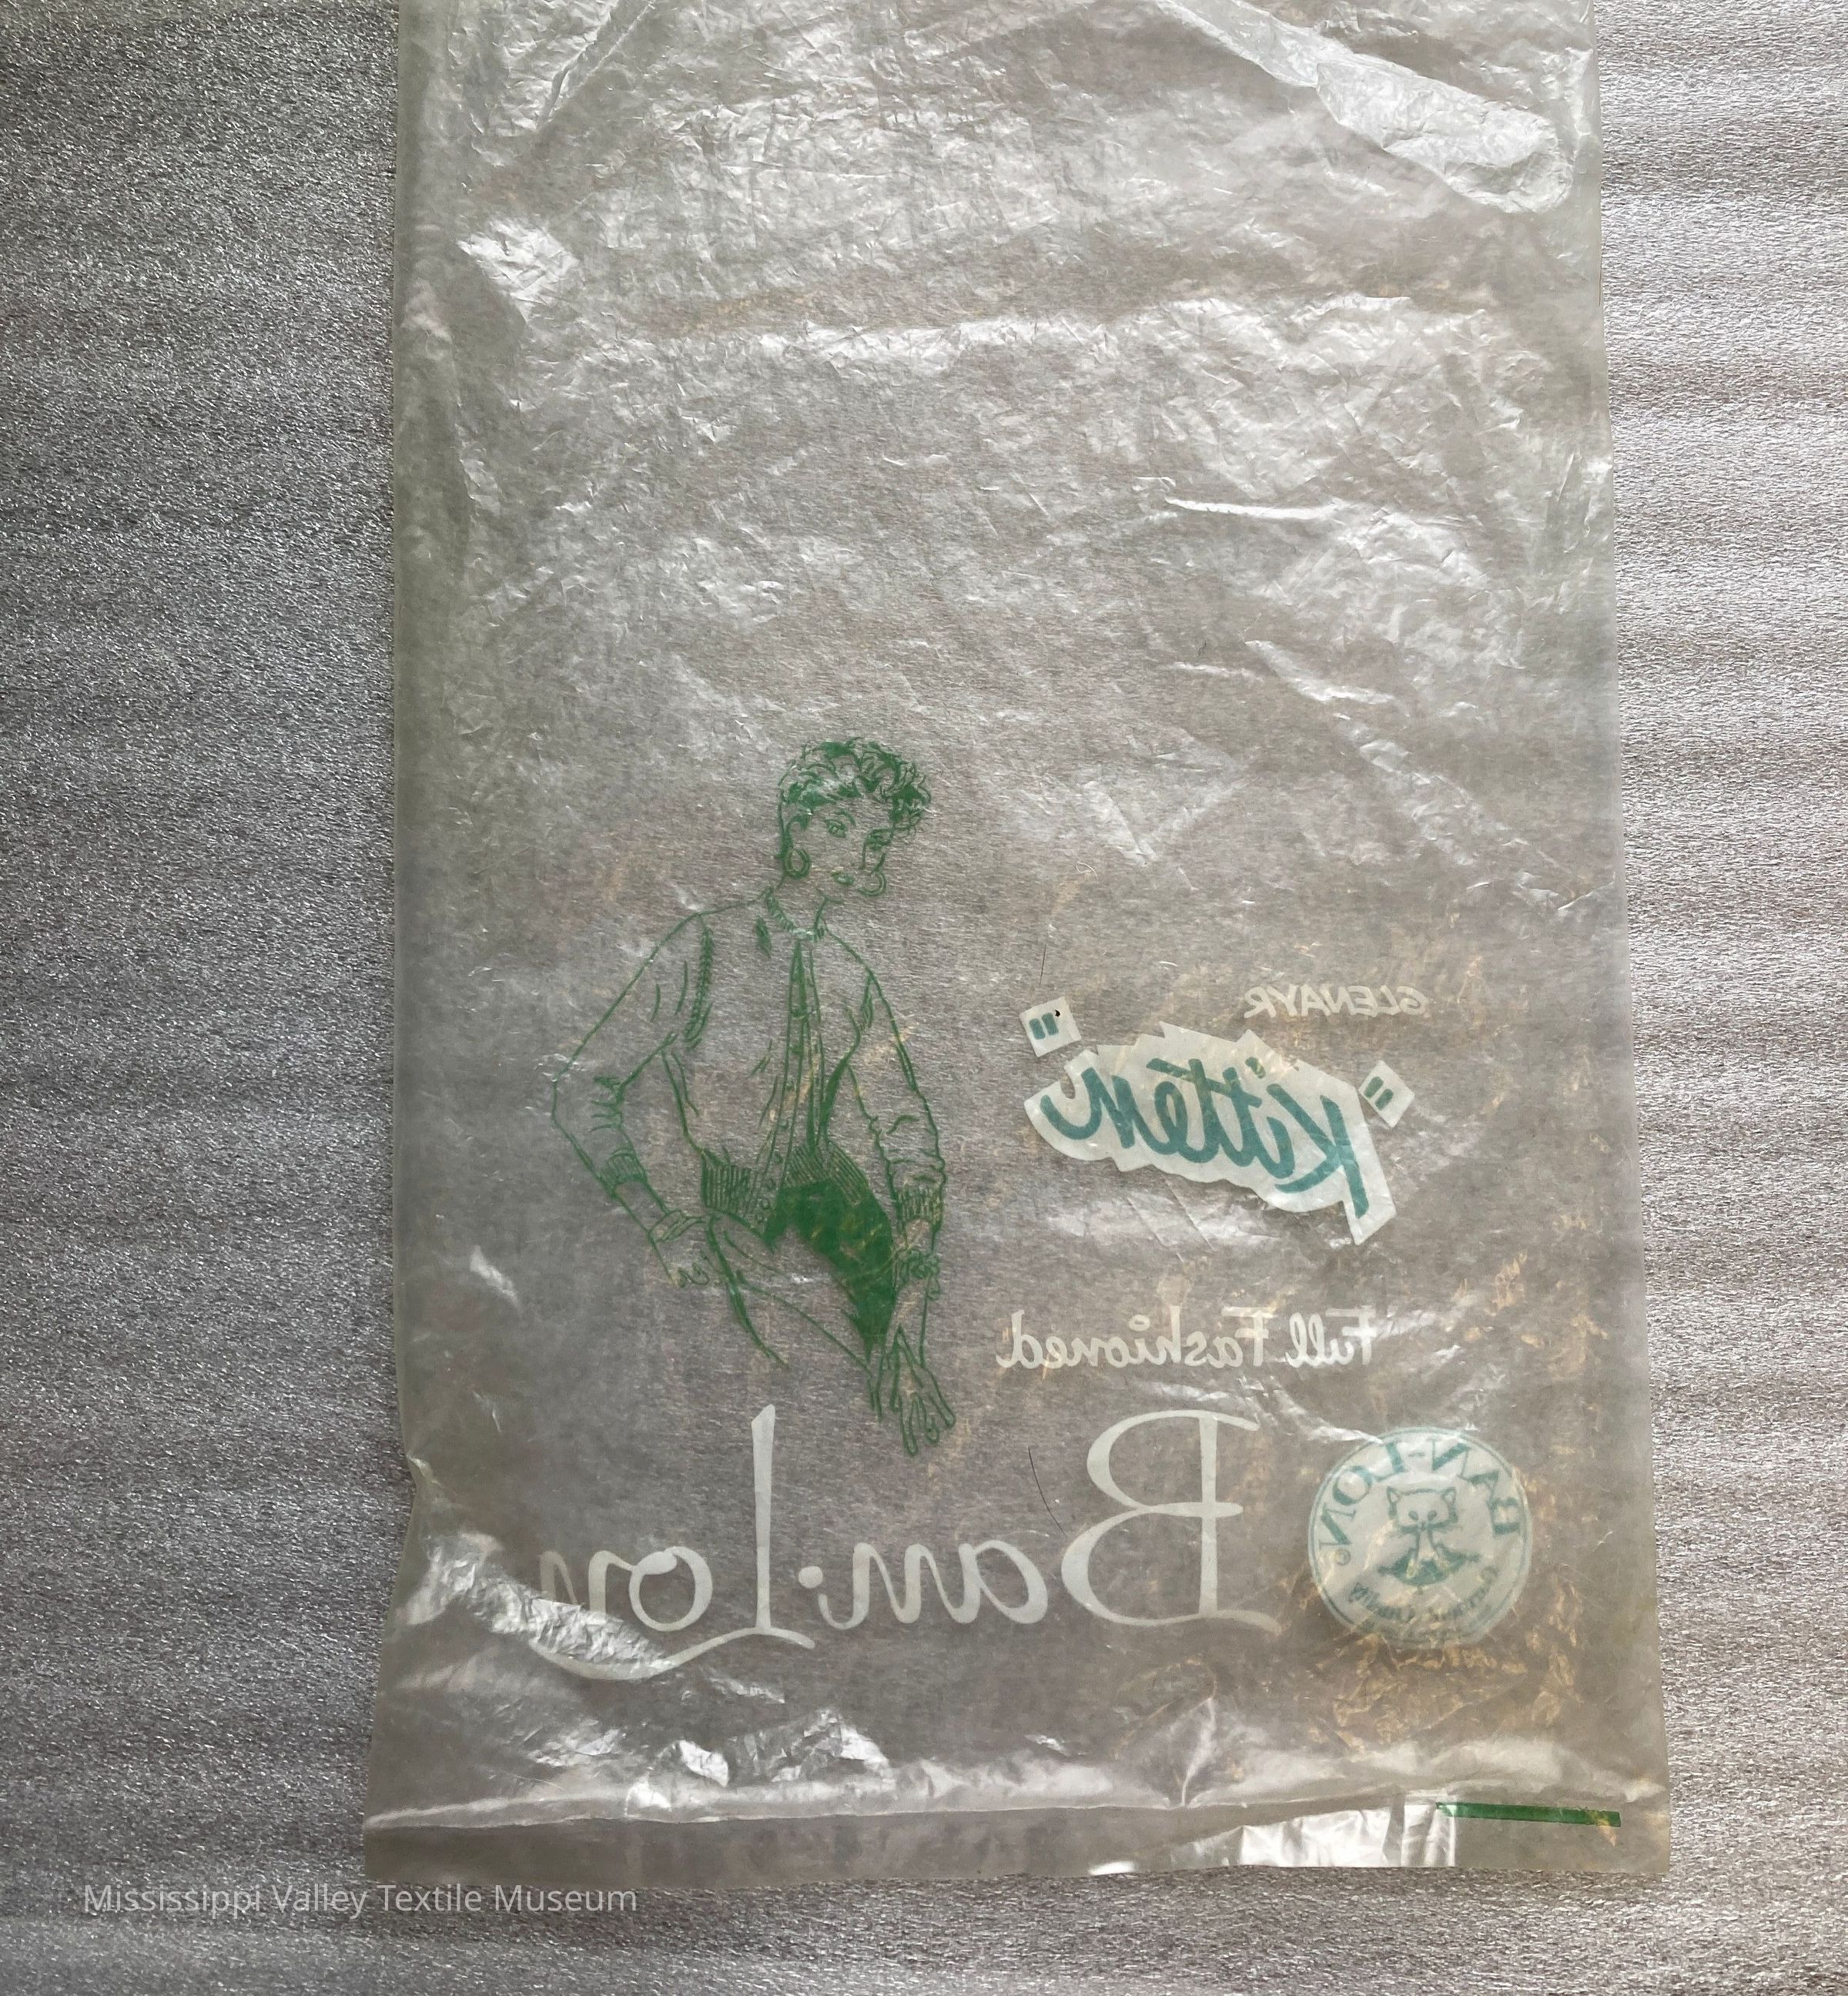 GLENAYR
"Kitten"
Full Fashioned
Ban-Lon
BAN-LON®
Mississippi Valley Textile Museum